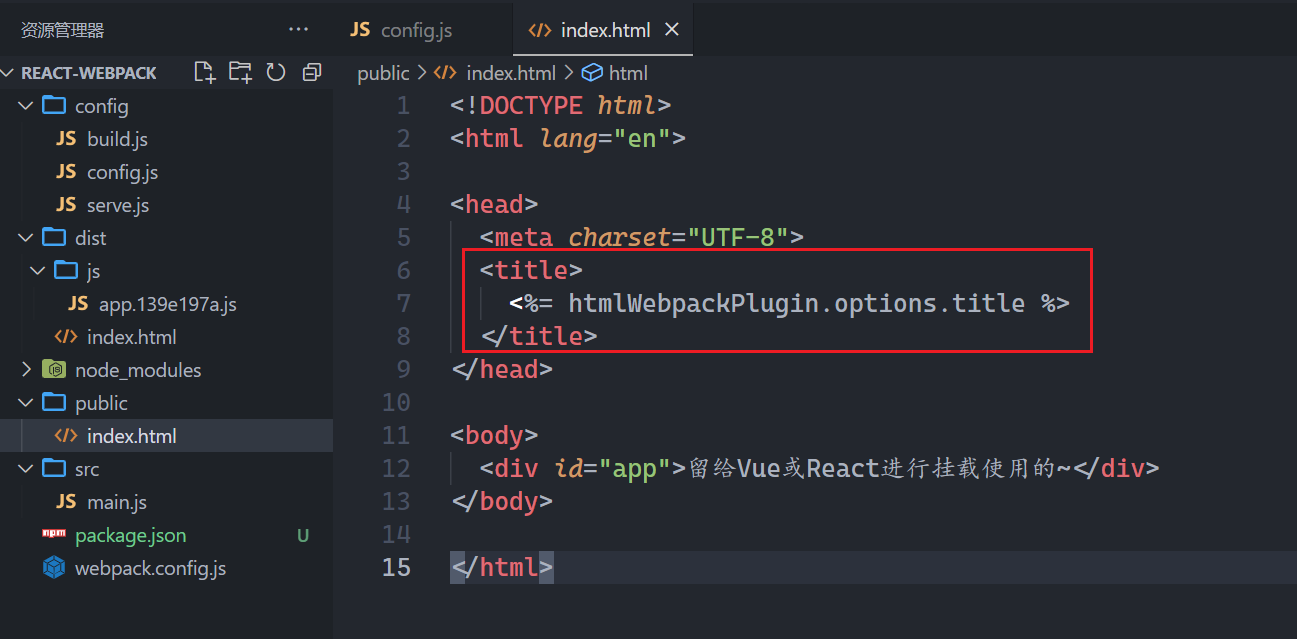 资源管理器 ···
JS config.js
index.html
REACT-WEBPACK
public > index.html > html
config
JS build.js
JS config.js
JS serve.js
dist
js
JS app.139e197a.js
index.html
node_modules
public
index.html
src
JS main.js
package.json U
webpack.config.js
1 <!DOCTYPE html>
2 <html lang="en">
3
4 <head>
5 <meta charset="UTF-8">
6 <title>
7 <%= htmlWebpackPlugin.options.title %>
8 </title>
9 </head>
10
11 <body>
12 <div id="app">留给Vue或React进行挂载使用的~</div>
13 </body>
14
15 </html>